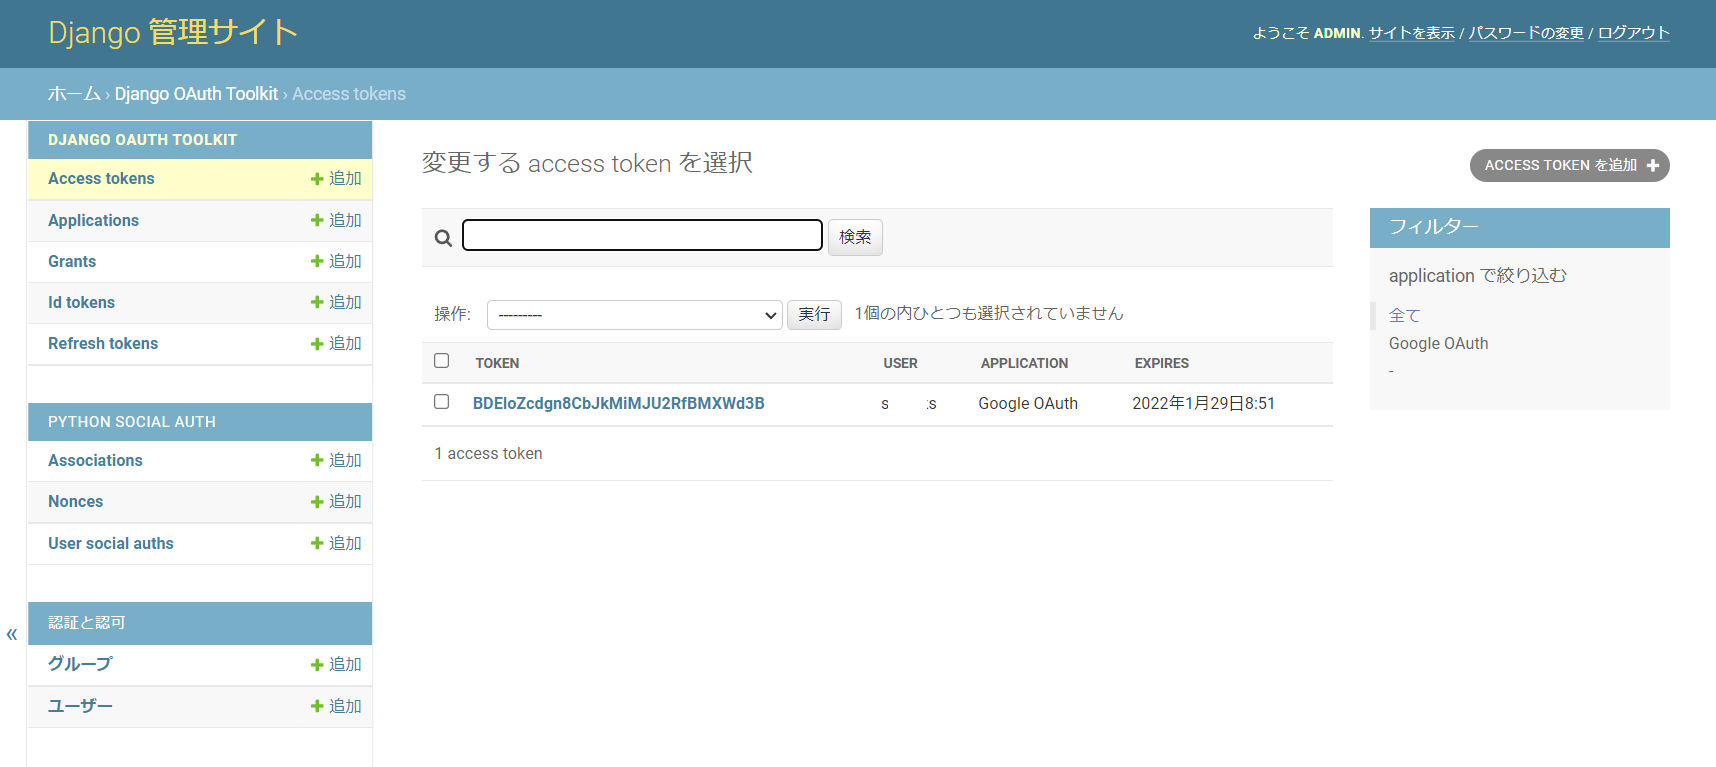 Django 管理サイト
ようこそ ADMIN. サイトを表示 / パスワードの変更 / ログアウト
ホーム › Django OAuth Toolkit › Access tokens
DJANGO OAUTH TOOLKIT
Access tokens + 追加
Applications + 追加
Grants + 追加
Id tokens + 追加
Refresh tokens + 追加
PYTHON SOCIAL AUTH
Associations + 追加
Nonces + 追加
User social auths + 追加
認証と認可
グループ + 追加
ユーザー + 追加
«
変更する access token を選択
ACCESS TOKEN を追加 +
検索
操作: --------- 実行 1個の内ひとつも選択されていません
TOKEN USER APPLICATION EXPIRES
BDEIoZcdgn8CbJkMiMJU2RfBMXWd3B s s Google OAuth 2022年1月29日8:51
1 access token
フィルター
application で絞り込む
全て
Google OAuth
-